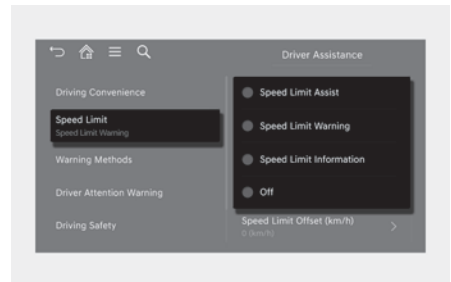 Driver Assistance
Driving Convenience
Speed Limit
Speed Limit Warning
Warning Methods
Driver Attention Warning
Driving Safety
Speed Limit Assist
Speed Limit Warning
Speed Limit Information
Off
Speed Limit Offset (km/h)
0 (km/h)